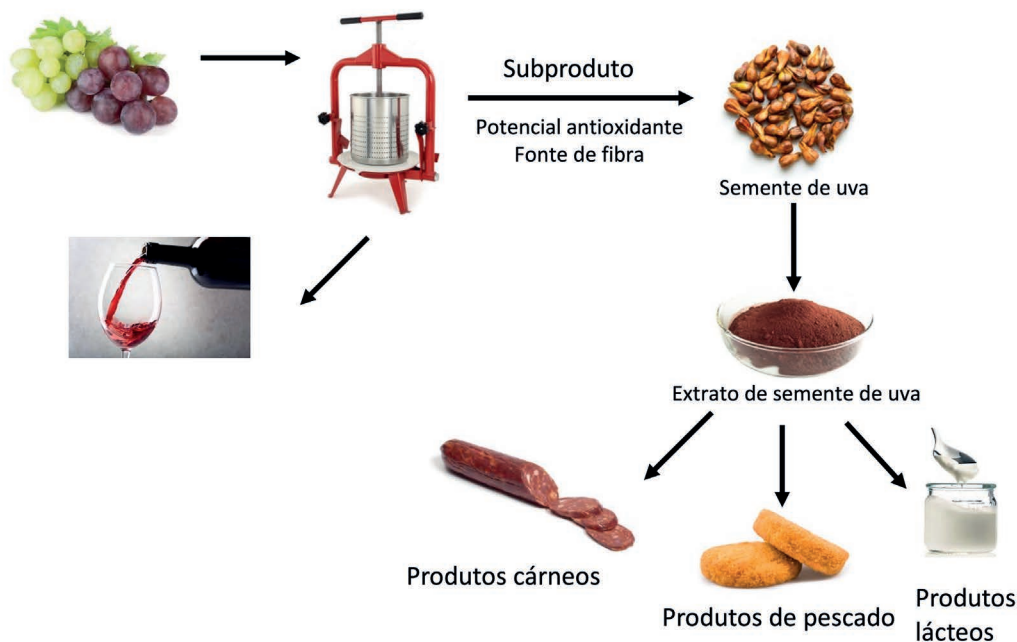 Subproduto
Potencial antioxidante
Fonte de fibra
Semente de uva
Extrato de semente de uva
Produtos cárneos
Produtos de pescado
Produtos
lácteos